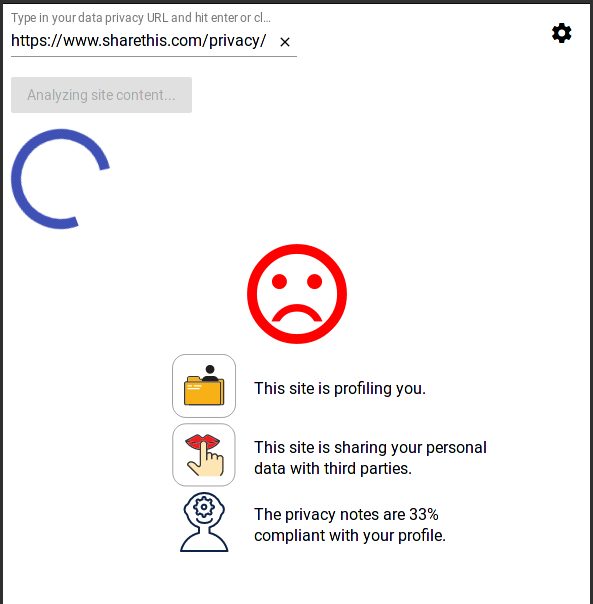 Type in your data privacy URL and hit enter or cl...
https://www.sharethis.com/privacy/
Analyzing site content...
This site is profiling you.
This site is sharing your personal
data with third parties.
The privacy notes are 33%
compliant with your profile.